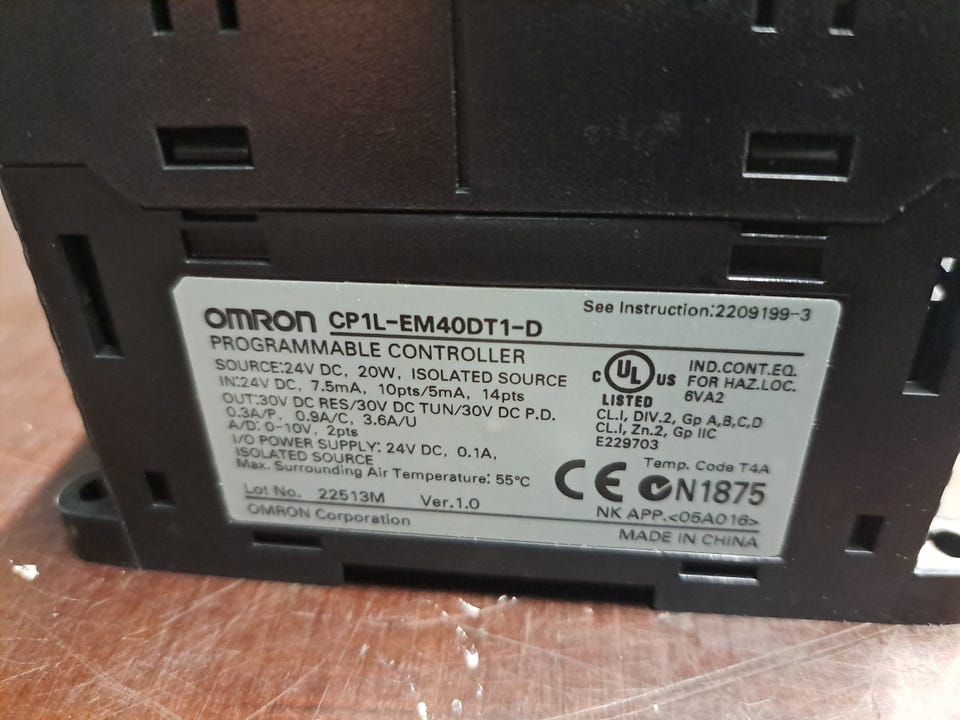 OMRON CP1L-EM40DT1-D
See Instruction:2209199-3
PROGRAMMABLE CONTROLLER
SOURCE:24V DC, 20W, ISOLATED SOURCE
IN:24V DC, 7.5mA, 10pts/5mA, 14pts
OUT:30V DC RES/30V DC TUN/30V DC P.D.
0.3A/P, 0.9A/C, 3.6A/U
A/D: 0-10V, 2pts
I/O POWER SUPPLY: 24V DC, 0.1A,
ISOLATED SOURCE
Max. Surrounding Air Temperature: 55°C
Lot No. 22513M Ver.1.0
OMRON Corporation
C UL US
LISTED
IND.CONT.EQ.
FOR HAZ.LOC.
6VA2
CL.I, DIV.2, Gp A,B,C,D
CL.I, Zn.2, Gp IIC
E229703
Temp. Code T4A
CE N1875
NK APP.<05A016>
MADE IN CHINA